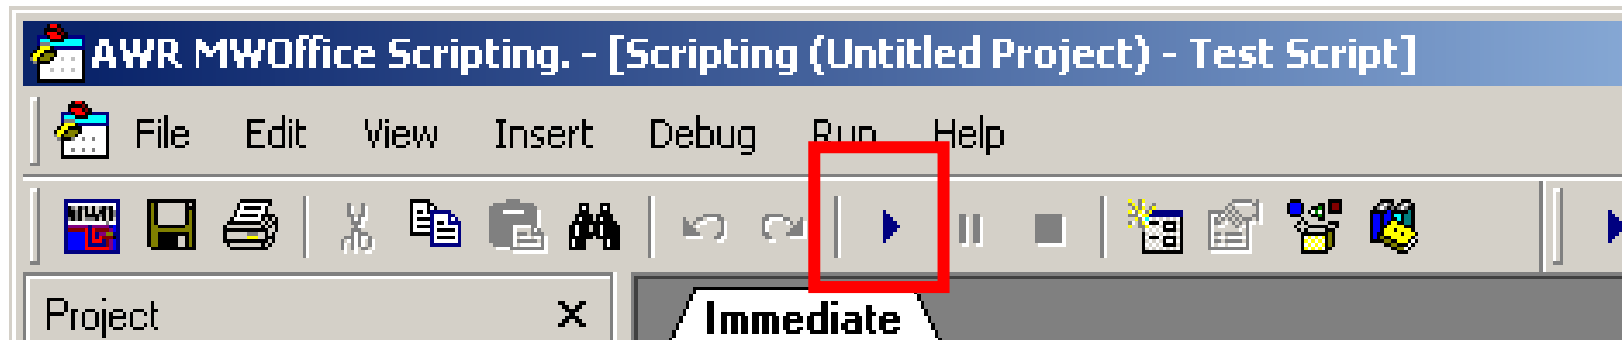 AWR MWOffice Scripting. - [Scripting (Untitled Project) - Test Script]
File Edit View Insert Debug Run Help
Project
Immediate